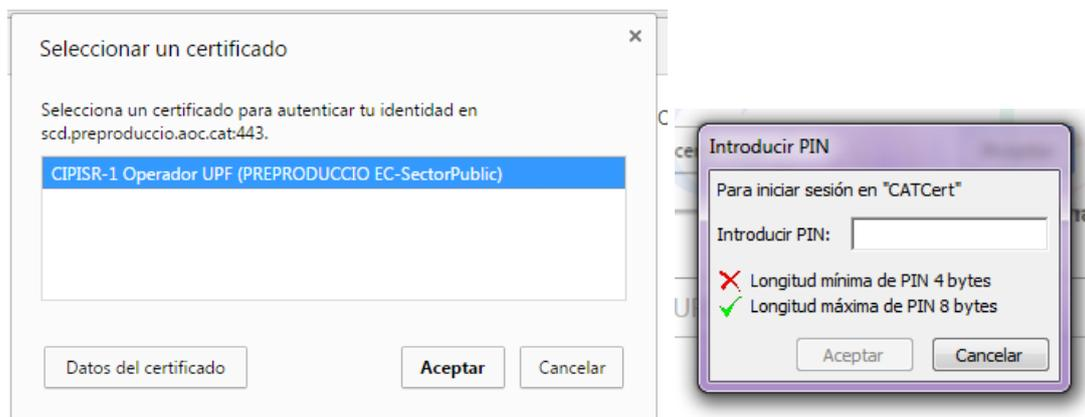 Seleccionar un certificado
Selecciona un certificado para autenticar tu identidad en
scd.preproduccio.aoc.cat:443.
CIPISR-1 Operador UPF (PREPRODUCCIO EC-SectorPublic)
Datos del certificado
Aceptar
Cancelar
Introducir PIN
Para iniciar sesión en "CATCert"
Introducir PIN:
Longitud mínima de PIN 4 bytes
Longitud máxima de PIN 8 bytes
Aceptar
Cancelar